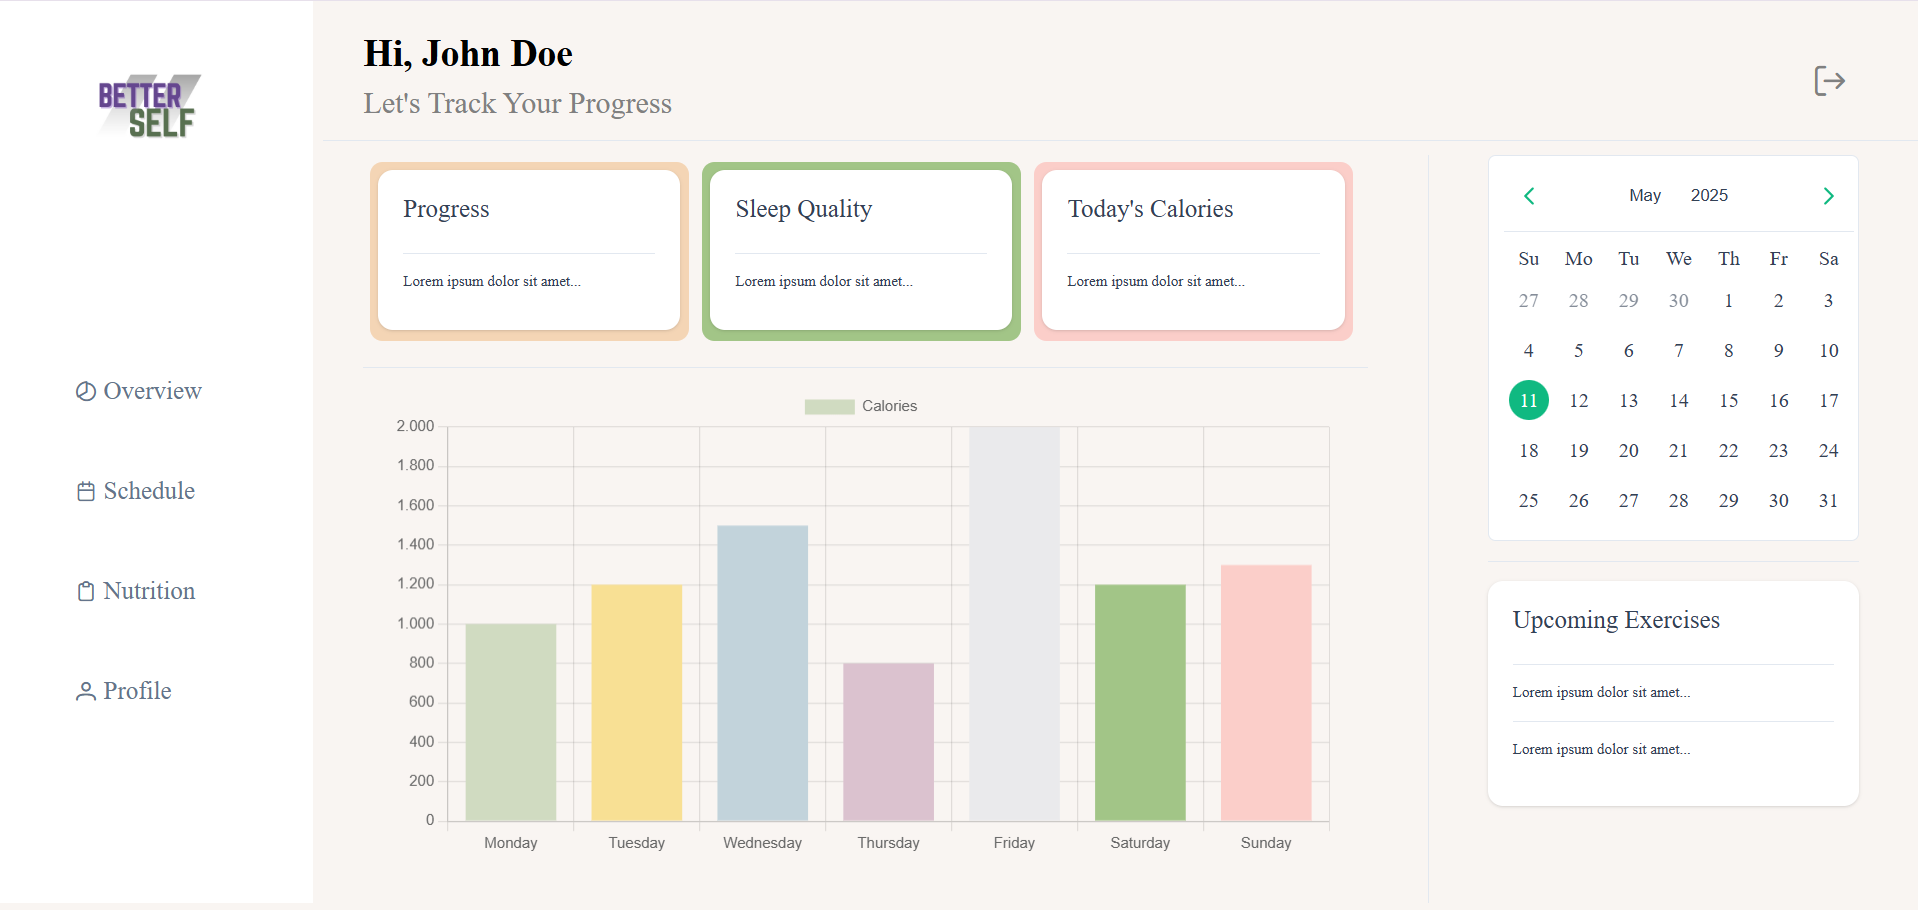 BETTER
SELF
Overview
Schedule
Nutrition
Profile
Hi, John Doe
Let's Track Your Progress
Progress
Lorem ipsum dolor sit amet...
Sleep Quality
Lorem ipsum dolor sit amet...
Today's Calories
Lorem ipsum dolor sit amet...
Calories
2.000
1.800
1.600
1.400
1.200
1.000
800
600
400
200
0
Monday Tuesday Wednesday Thursday Friday Saturday Sunday
May 2025
Su Mo Tu We Th Fr Sa
27 28 29 30 1 2 3
4 5 6 7 8 9 10
11 12 13 14 15 16 17
18 19 20 21 22 23 24
25 26 27 28 29 30 31
Upcoming Exercises
Lorem ipsum dolor sit amet...
Lorem ipsum dolor sit amet...